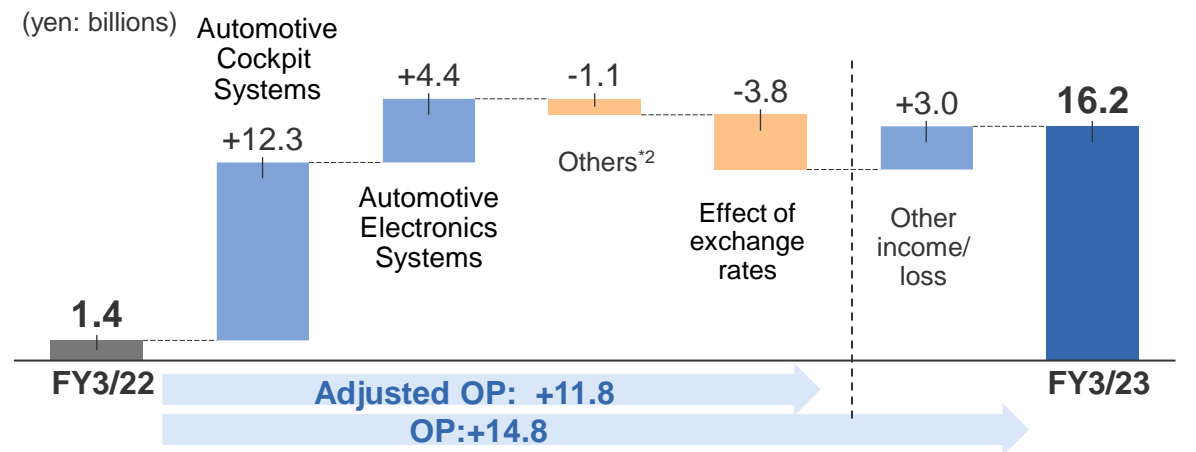 (yen: billions)
Automotive
Cockpit
Systems
+12.3
+4.4
Automotive
Electronics
Systems
-1.1
Others*2
-3.8
Effect of
exchange
rates
+3.0
Other
income/
loss
16.2
1.4
FY3/22
FY3/23
Adjusted OP: +11.8
OP:+14.8